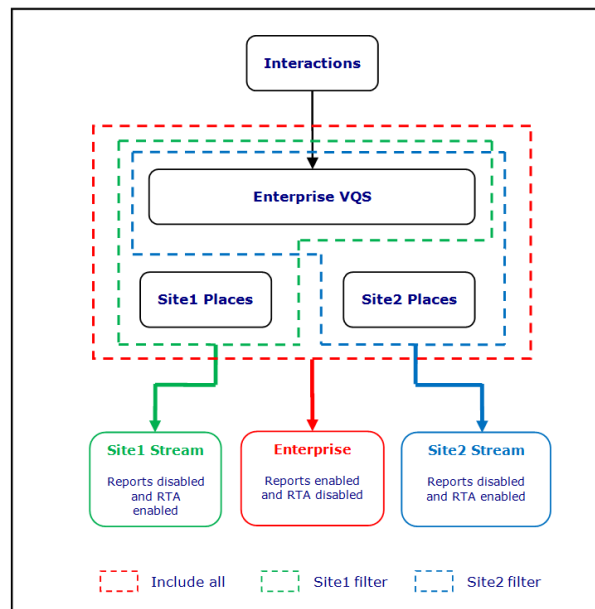 Interactions
Enterprise VQS
Site1 Places
Site2 Places
Site1 Stream
Reports disabled
and RTA
enabled
Enterprise
Reports enabled
and RTA disabled
Site2 Stream
Reports disabled
and RTA enabled
Include all
Site1 filter
Site2 filter